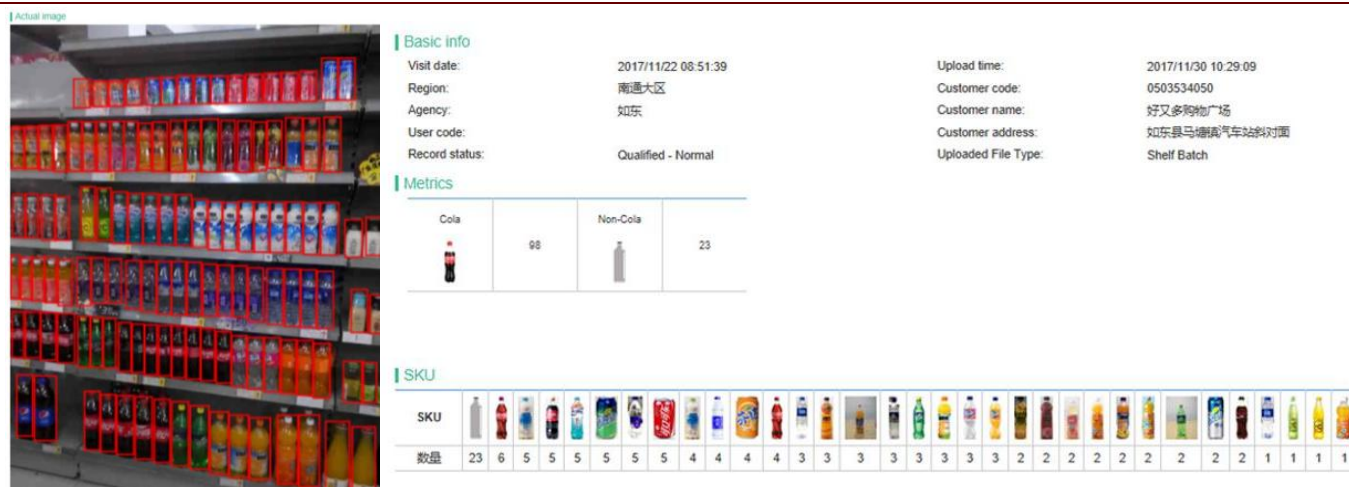 Actual image
Basic info
Visit date: 2017/11/22 08:51:39 Upload time: 2017/11/30 10:29:09
Region: 南通大区 Customer code: 0503534050
Agency: 如东 Customer name: 好又多购物广场
User code: Customer address: 如东县马塘镇汽车站斜对面
Record status: Qualified - Normal Uploaded File Type: Shelf Batch
Metrics
Cola 98 Non-Cola 23
SKU
SKU
数量 23 6 5 5 5 5 5 5 4 4 4 4 3 3 3 3 3 3 3 3 2 2 2 2 2 2 2 2 2 1 1 1 1